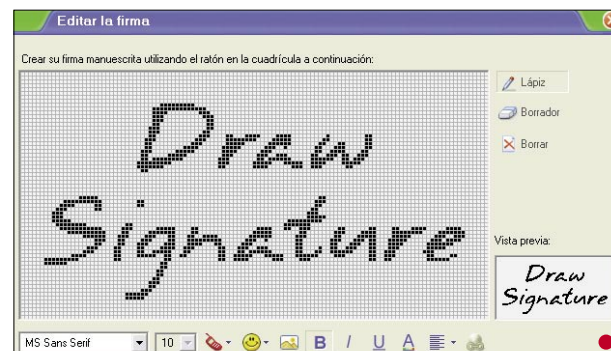 Editar la firma
Crear su firma manuscrita utilizando el ratón en la cuadrícula a continuación:
Draw
Signature
Lápiz
Borrador
Borrar
Vista previa:
Draw
Signature
MS Sans Serif
10
B I U A